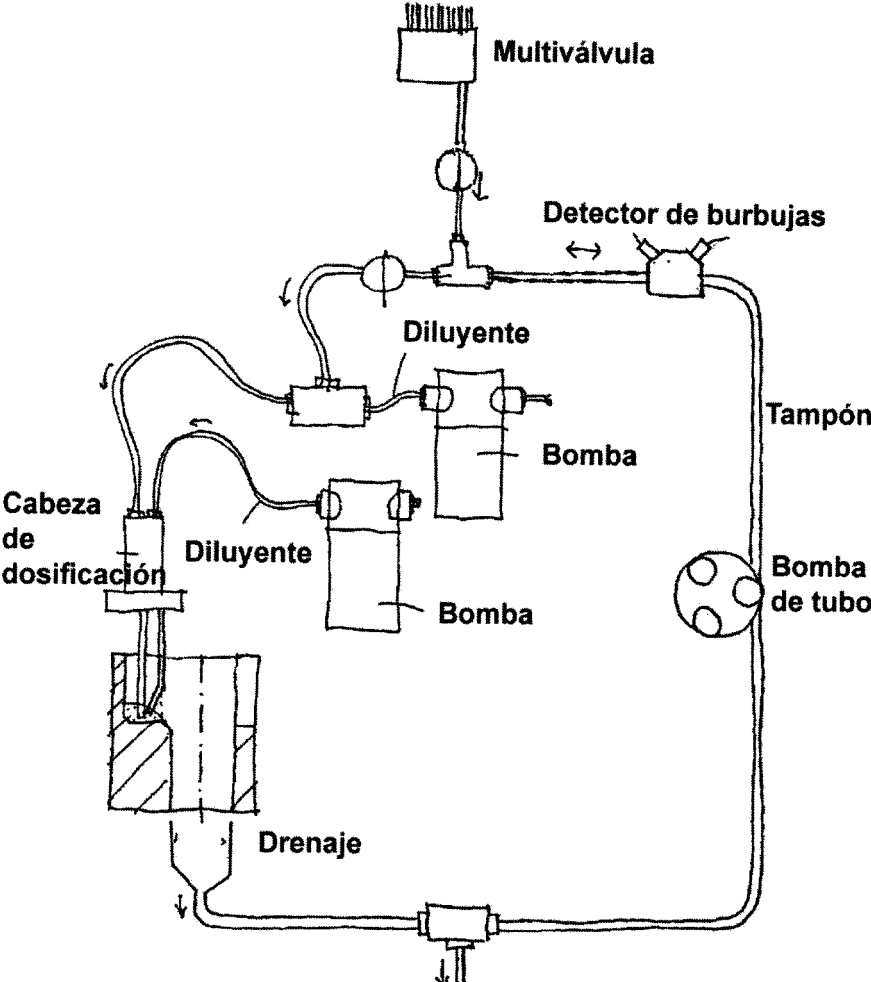 Multiválvula
Detector de burbujas
Diluyente
Tampón
Bomba
Cabeza
de
dosificación
Diluyente
Bomba
de tubo
Bomba
Drenaje